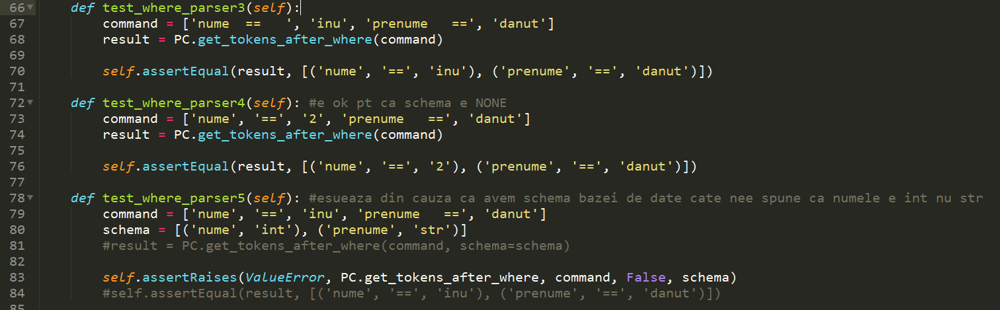 66 def test_where_parser3(self):
67 command = ['nume  ==   ', 'inu', 'prenume   ==', 'danut']
68 result = PC.get_tokens_after_where(command)
69
70 self.assertEqual(result, [('nume', '==', 'inu'), ('prenume', '==', 'danut')])
71
72 def test_where_parser4(self): #e ok pt ca schema e NONE
73 command = ['nume', '==', '2', 'prenume   ==', 'danut']
74 result = PC.get_tokens_after_where(command)
75
76 self.assertEqual(result, [('nume', '==', '2'), ('prenume', '==', 'danut')])
77
78 def test_where_parser5(self): #esueaza din cauza ca avem schema bazei de date cate nee spune ca numele e int nu str
79 command = ['nume', '==', 'inu', 'prenume   ==', 'danut']
80 schema = [('nume', 'int'), ('prenume', 'str')]
81 #result = PC.get_tokens_after_where(command, schema=schema)
82
83 self.assertRaises(ValueError, PC.get_tokens_after_where, command, False, schema)
84 #self.assertEqual(result, [('nume', '==', 'inu'), ('prenume', '==', 'danut')])
85